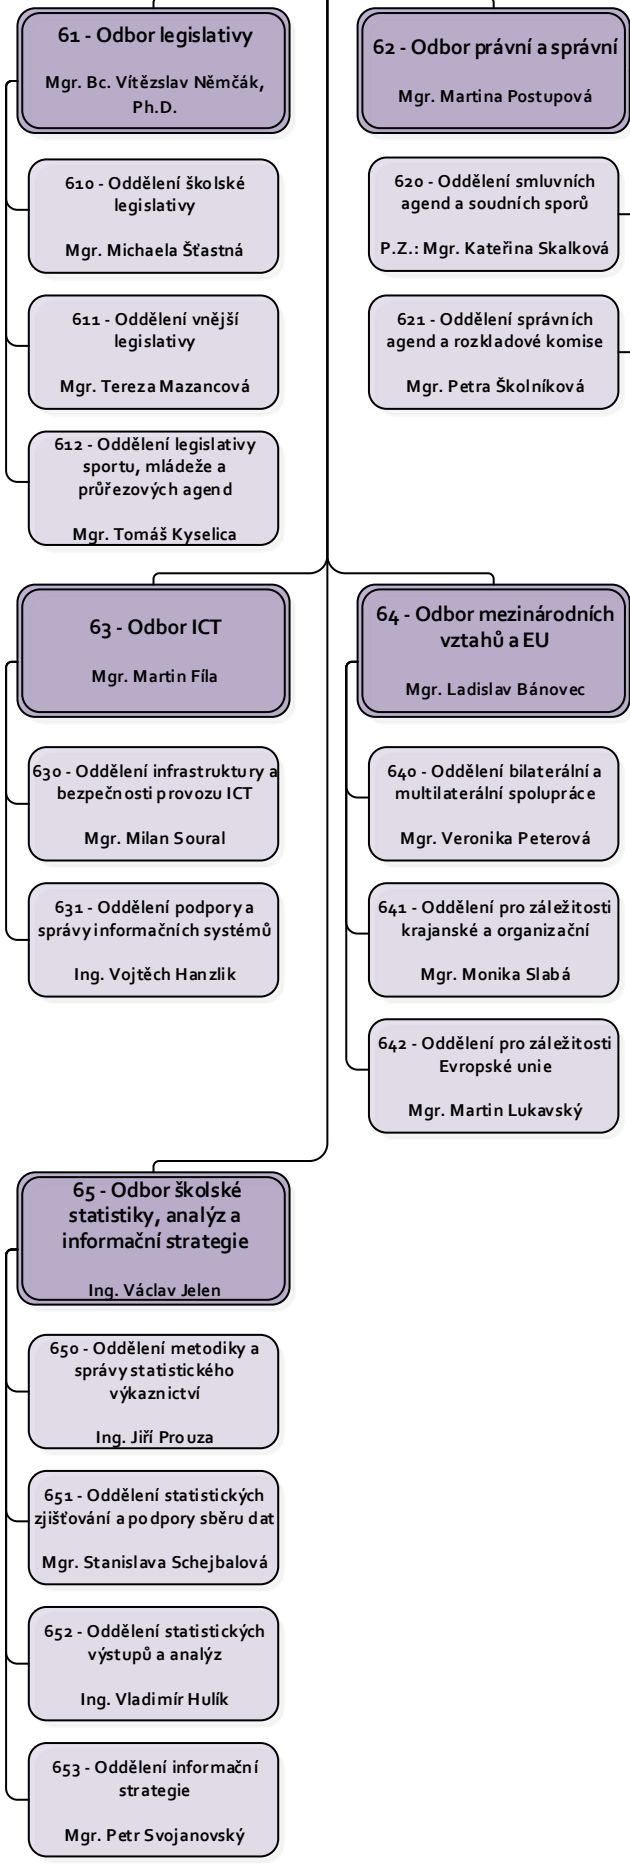 61 - Odbor legislativy
Mgr. Bc. Vítězslav Němčák,
Ph.D.
610 - Oddělení školské
legislativy
Mgr. Michaela Šťastná
611 - Oddělení vnější
legislativy
Mgr. Tereza Mazancová
612 - Oddělení legislativy
sportu, mládeže a
průřezových agend
Mgr. Tomáš Kyselica
62 - Odbor právní a správní
Mgr. Martina Postupová
620 - Oddělení smluvních
agend a soudních sporů
P.Z.: Mgr. Kateřina Skalková
621 - Oddělení správních
agend a rozkladové komise
Mgr. Petra Školníková
63 - Odbor ICT
Mgr. Martin Fíla
630 - Oddělení infrastruktury a
bezpečnosti provozu ICT
Mgr. Milan Soural
631 - Oddělení podpory a
správy informačních systémů
Ing. Vojtěch Hanzlik
64 - Odbor mezinárodních
vztahů a EU
Mgr. Ladislav Bánovec
640 - Oddělení bilaterální a
multilaterální spolupráce
Mgr. Veronika Peterová
641 - Oddělení pro záležitosti
krajanské a organizační
Mgr. Monika Slabá
642 - Oddělení pro záležitosti
Evropské unie
Mgr. Martin Lukavský
65 - Odbor školské
statistiky, analýz a
informační strategie
Ing. Václav Jelen
650 - Oddělení metodiky a
správy statistického
výkaznictví
Ing. Jiří Prouza
651 - Oddělení statistických
zjišťování a podpory sběru dat
Mgr. Stanislava Schejbalová
652 - Oddělení statistických
výstupů a analýz
Ing. Vladimír Hulík
653 - Oddělení informační
strategie
Mgr. Petr Svojanovský